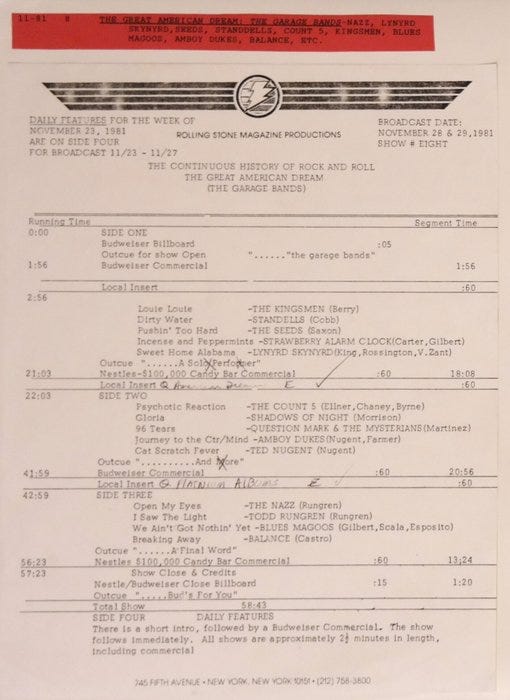 11-81 8 THE GREAT AMERICAN DREAM: THE GARAGE BANDS-NAZZ, LYNYRD
SKYNYRD, SEEDS, STANDDELLS, COUNT 5, KINGSMEN, BLUES
MAGOOS, AMBOY DUKES, BALANCE, ETC.
DAILY FEATURES FOR THE WEEK OF
NOVEMBER 23, 1981
ARE ON SIDE FOUR
FOR BROADCAST 11/23 - 11/27
ROLLING STONE MAGAZINE PRODUCTIONS
BROADCAST DATE:
NOVEMBER 28 & 29, 1981
SHOW # EIGHT
THE CONTINUOUS HISTORY OF ROCK AND ROLL
THE GREAT AMERICAN DREAM
(THE GARAGE BANDS)
Running Time Segment Time
0:00 SIDE ONE
Budweiser Billboard :05
Outcue for show Open "......"the garage bands"
1:56 Budweiser Commercial 1:56
Local Insert :60
2:56
Louie Louie -THE KINGSMEN (Berry)
Dirty Water -STANDELLS (Cobb)
Pushin' Too Hard -THE SEEDS (Saxon)
Incense and Peppermints -STRAWBERRY ALARM CLOCK(Carter,Gilbert)
Sweet Home Alabama -LYNYRD SKYNYRD(King,Rossington,V.Zant)
Outcue "......A Solo Performer"
21:03 Nestles-$100,000 Candy Bar Commercial :60 18:08
Local Insert Q American Dream E ✓ :60
22:03 SIDE TWO
Psychotic Reaction -THE COUNT 5 (Ellner,Chaney,Byrne)
Gloria -SHADOWS OF NIGHT (Morrison)
96 Tears -QUESTION MARK & THE MYSTERIANS(Martinez)
Journey to the Ctr/Mind -AMBOY DUKES(Nugent,Farmer)
Cat Scratch Fever -TED NUGENT (Nugent)
Outcue "..........And More"
41:59 Budweiser Commercial :60 20:56
Local Insert Q PLATINUM ALBUMS E ✓ :60
42:59 SIDE THREE
Open My Eyes -THE NAZZ (Rungren)
I Saw The Light -TODD RUNGREN (Rungren)
We Ain't Got Nothin' Yet -BLUES MAGOOS (Gilbert,Scala,Esposito)
Breaking Away -BALANCE (Castro)
Outcue "......A Final Word"
56:23 Nestles $100,000 Candy Bar Commercial :60 13;24
57:23 Show Close & Credits
Nestle/Budweiser Close Billboard :15 1:20
Outcue ".....Bud's For You"
Total Show 58:43
SIDE FOUR DAILY FEATURES
There is a short intro, followed by a Budweiser Commercial. The show
follows immediately. All shows are approximately 2½ minutes in length,
including commercial
745 FIFTH AVENUE • NEW YORK, NEW YORK 10151 • (212) 758-3800